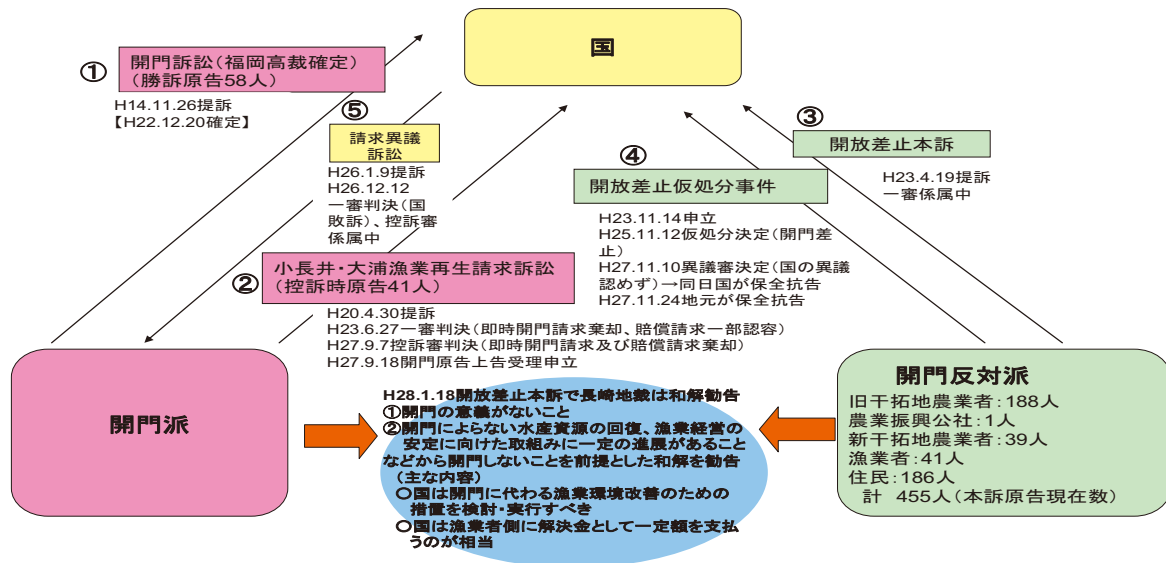 国
①
開門訴訟(福岡高裁確定)
(勝訴原告58人)
H14.11.26提訴
【H22.12.20確定】
⑤
請求異議
訴訟
H26.1.9提訴
H26.12.12
一審判決(国
敗訴)、控訴審
係属中
③
開放差止本訴
H23.4.19提訴
一審係属中
④
開放差止仮処分事件
H23.11.14申立
H25.11.12仮処分決定(開門差
止)
H27.11.10異議審決定(国の異議
認めず)→同日国が保全抗告
H27.11.24地元が保全抗告
②
小長井・大浦漁業再生請求訴訟
(控訴時原告41人)
H20.4.30提訴
H23.6.27一審判決(即時開門請求棄却、賠償請求一部認容)
H27.9.7控訴審判決(即時開門請求及び賠償請求棄却)
H27.9.18開門原告上告受理申立
開門派
H28.1.18開放差止本訴で長崎地裁は和解勧告
①開門の意義がないこと
②開門によらない水産資源の回復、漁業経営の
安定に向けた取組みに一定の進展があること
などから開門しないことを前提とした和解を勧告
(主な内容)
〇国は開門に代わる漁業環境改善のための
措置を検討・実行すべき
〇国は漁業者側に解決金として一定額を支払
うのが相当
開門反対派
旧干拓地農業者:188人
農業振興公社:1人
新干拓地農業者:39人
漁業者:41人
住民:186人
計 455人(本訴原告現在数)